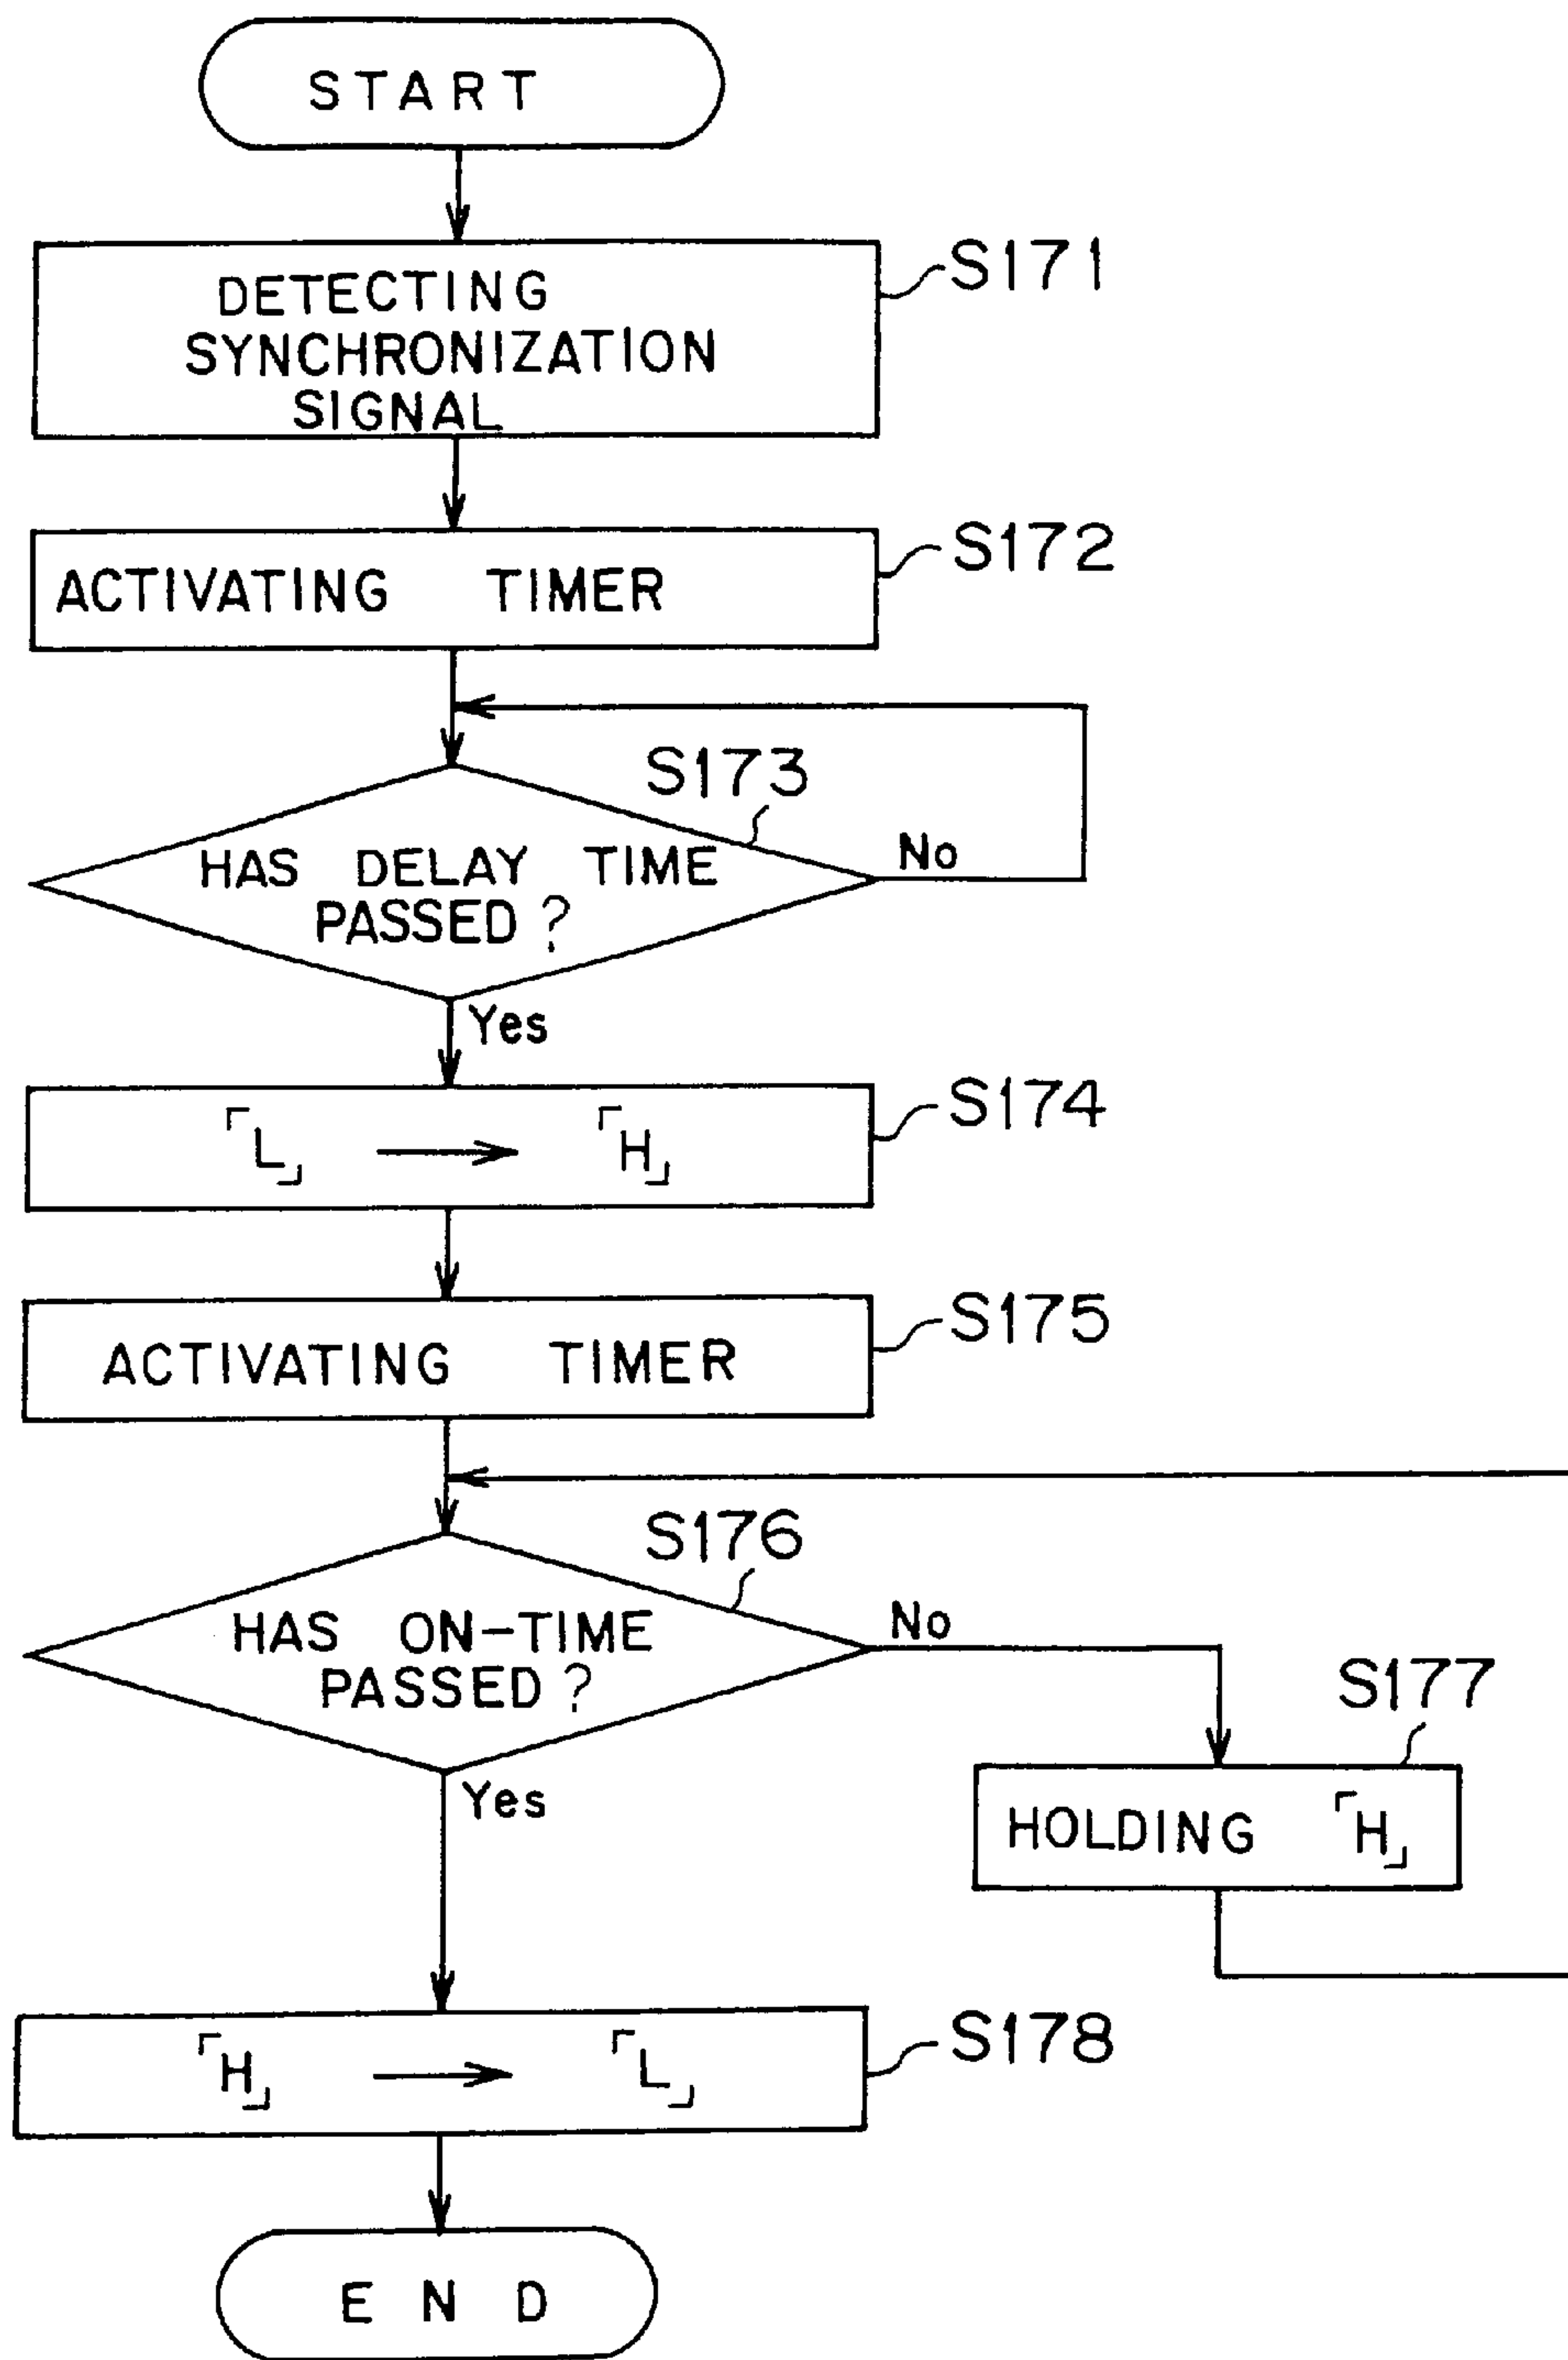 START
DETECTING
SYNCHRONIZATION
SIGNAL
S171
ACTIVATING TIMER
S172
S173
HAS DELAY TIME
PASSED?
No
Yes
「L」 → 「H」
S174
ACTIVATING TIMER
S175
S176
HAS ON-TIME
PASSED?
No
Yes
S177
HOLDING 「H」
「H」 → 「L」
S178
END